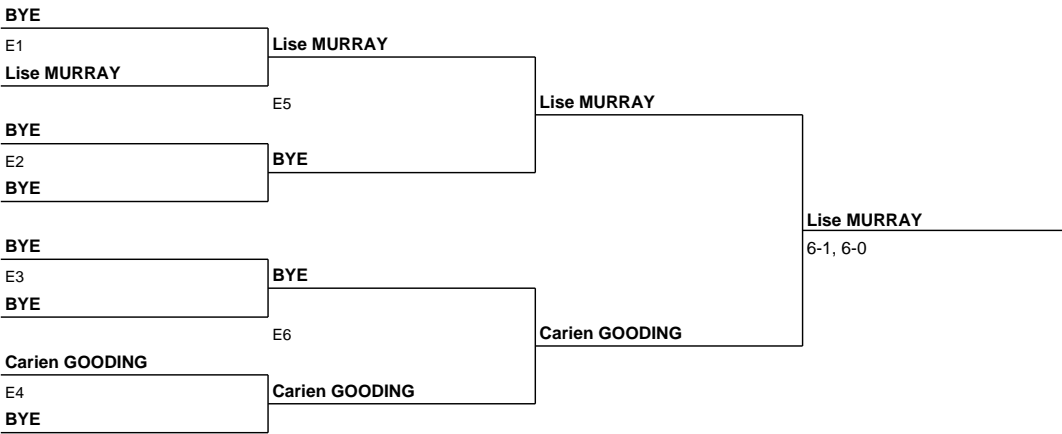 BYE
E1
Lise MURRAY
Lise MURRAY
E5
Lise MURRAY
BYE
E2
BYE
BYE
Lise MURRAY
6-1, 6-0
BYE
E3
BYE
BYE
E6
Carien GOODING
Carien GOODING
E4
Carien GOODING
BYE